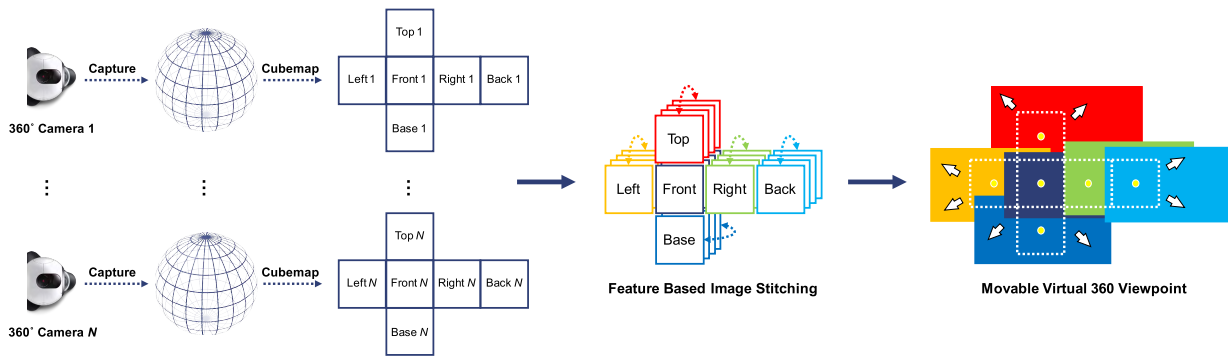 Top 1
Capture
Cubemap
Left 1 Front 1 Right 1 Back 1
360° Camera 1
Base 1
Top
Left Front Right Back
Top N
Base
Capture
Cubemap
Left N Front N Right N Back N
Feature Based Image Stitching
Movable Virtual 360 Viewpoint
360° Camera N
Base N